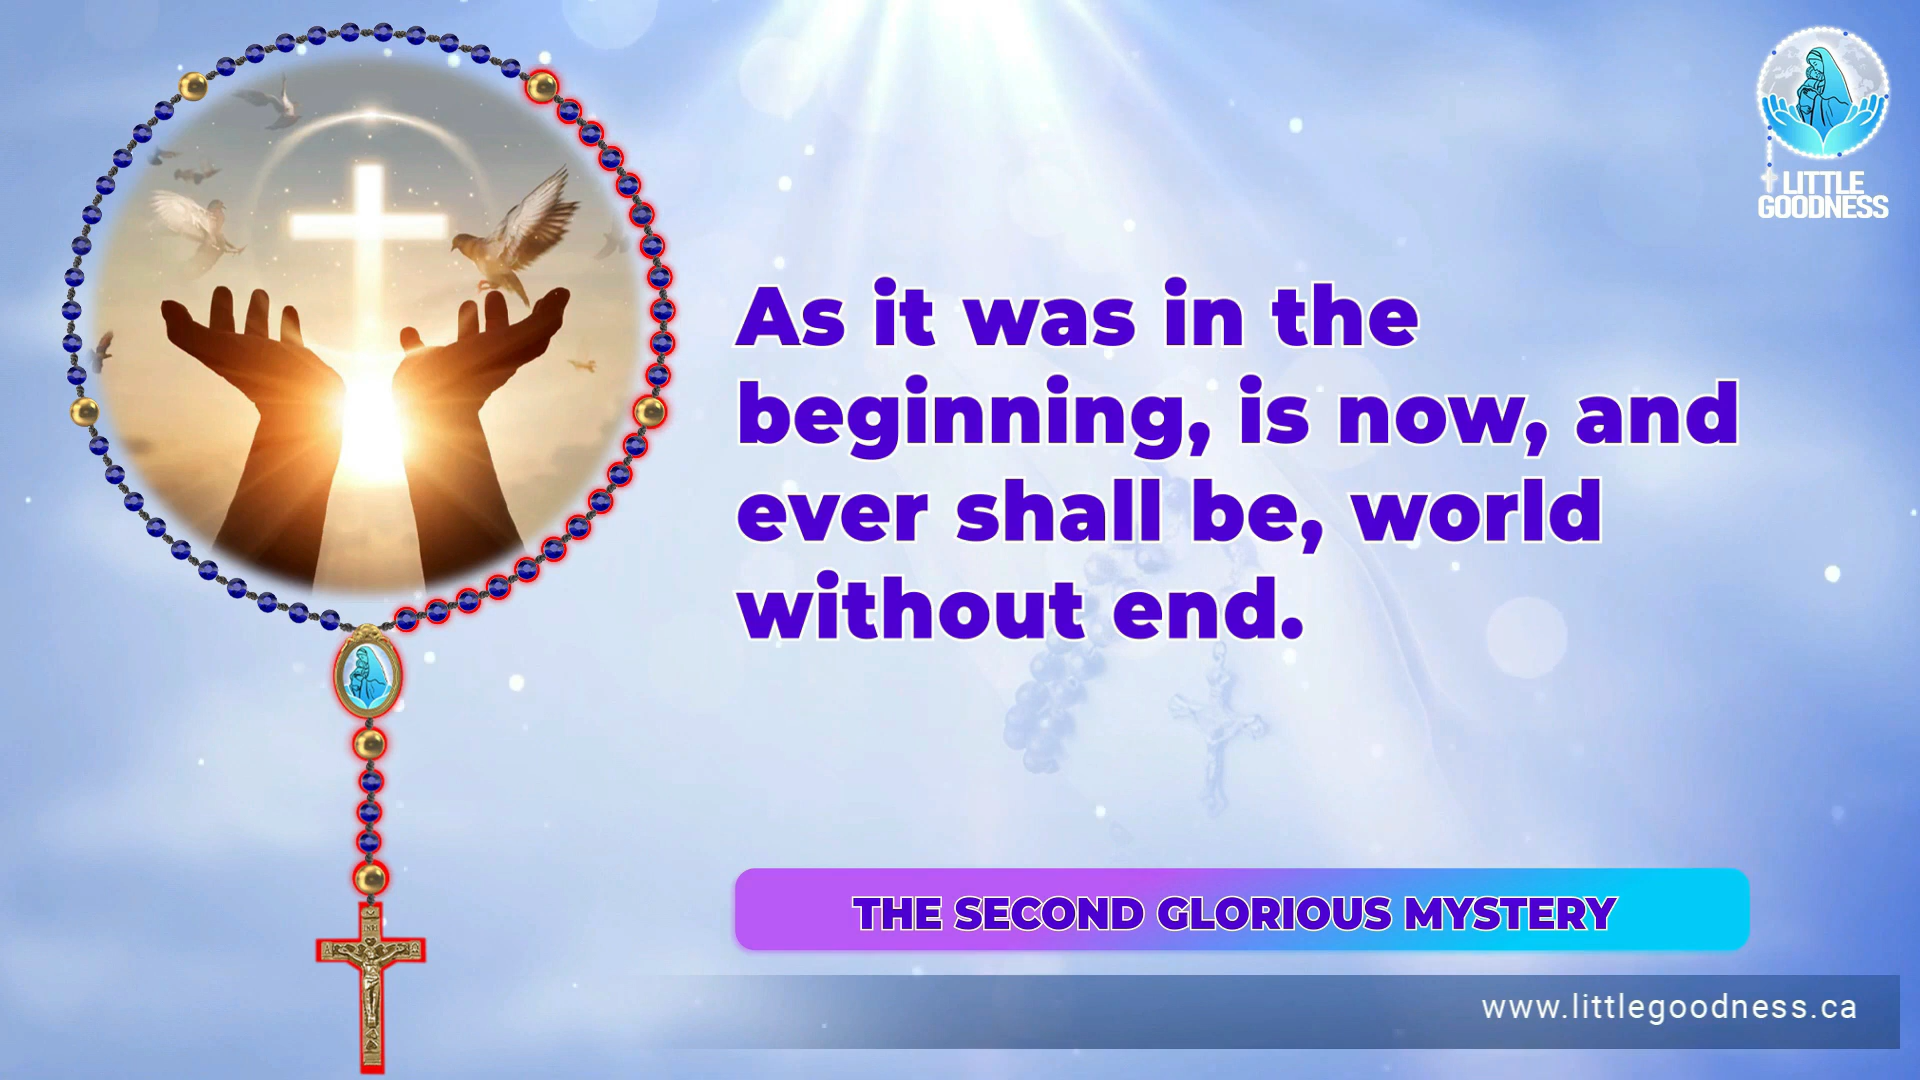 LITTLE
GOODNESS
As it was in the
beginning, is now, and
ever shall be, world
without end.
THE SECOND GLORIOUS MYSTERY
www.littlegoodness.ca